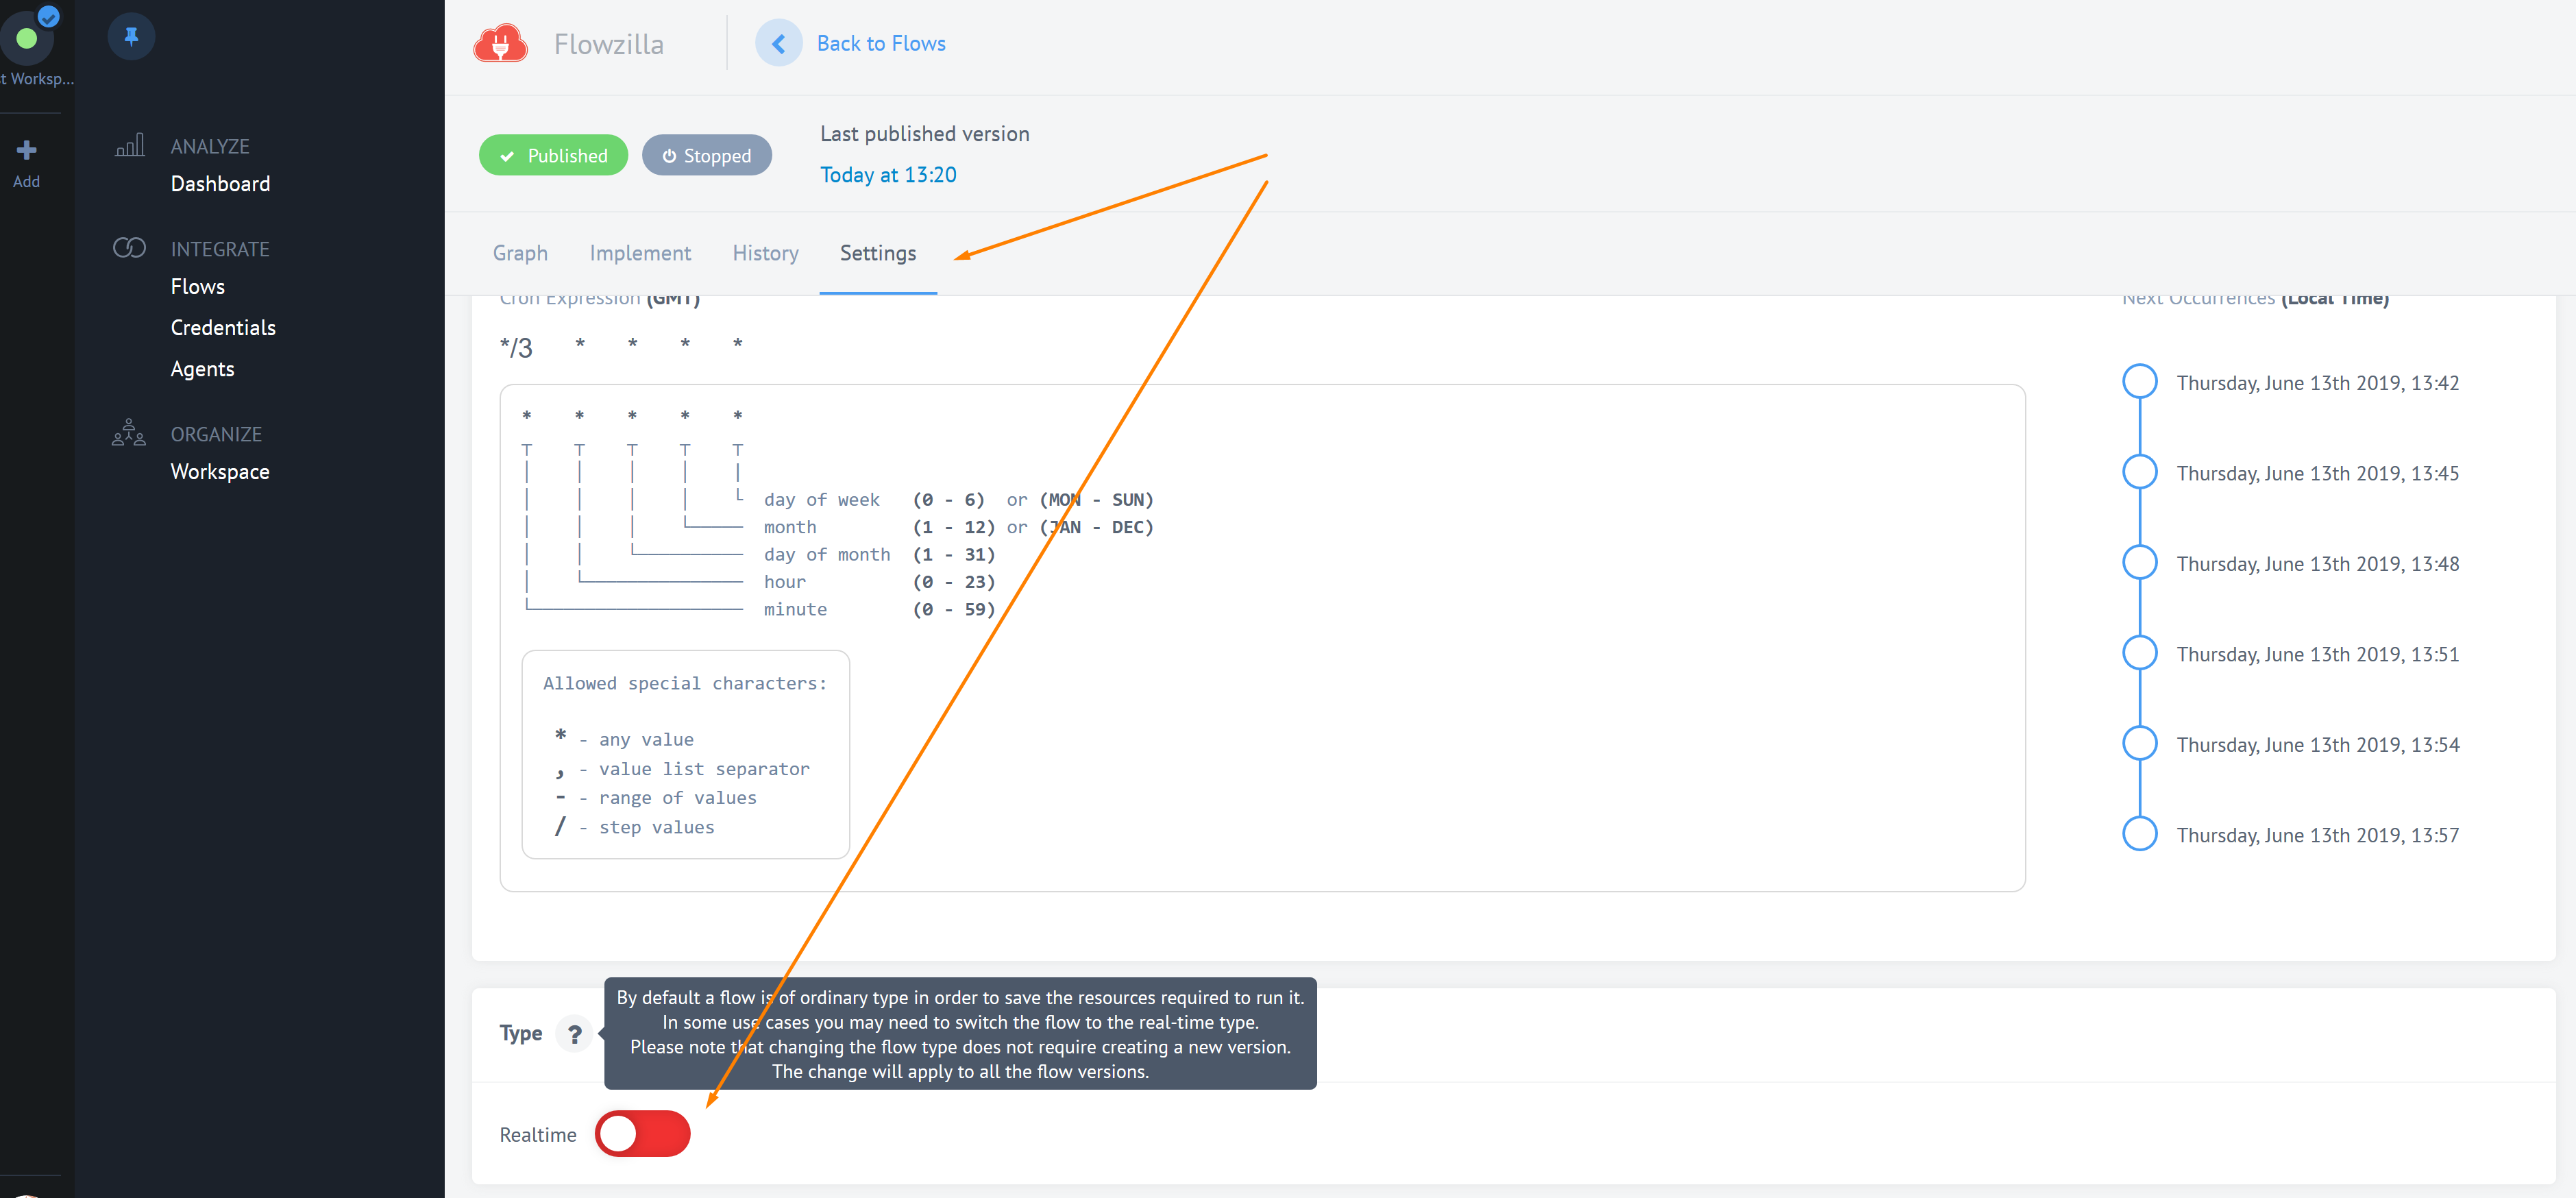 t Worksp...
Add
ANALYZE
Dashboard
INTEGRATE
Flows
Credentials
Agents
ORGANIZE
Workspace
Flowzilla
Back to Flows
Published
Stopped
Last published version
Today at 13:20
Graph
Implement
History
Settings
Cron Expression (GMT)
*/3 * * * *
* * * * *
day of week (0 - 6) or (MON - SUN)
month (1 - 12) or (JAN - DEC)
day of month (1 - 31)
hour (0 - 23)
minute (0 - 59)
Allowed special characters:
* - any value
, - value list separator
- - range of values
/ - step values
Next Occurrences (Local Time)
Thursday, June 13th 2019, 13:42
Thursday, June 13th 2019, 13:45
Thursday, June 13th 2019, 13:48
Thursday, June 13th 2019, 13:51
Thursday, June 13th 2019, 13:54
Thursday, June 13th 2019, 13:57
Type ?
By default a flow is of ordinary type in order to save the resources required to run it.
In some use cases you may need to switch the flow to the real-time type.
Please note that changing the flow type does not require creating a new version.
The change will apply to all the flow versions.
Realtime